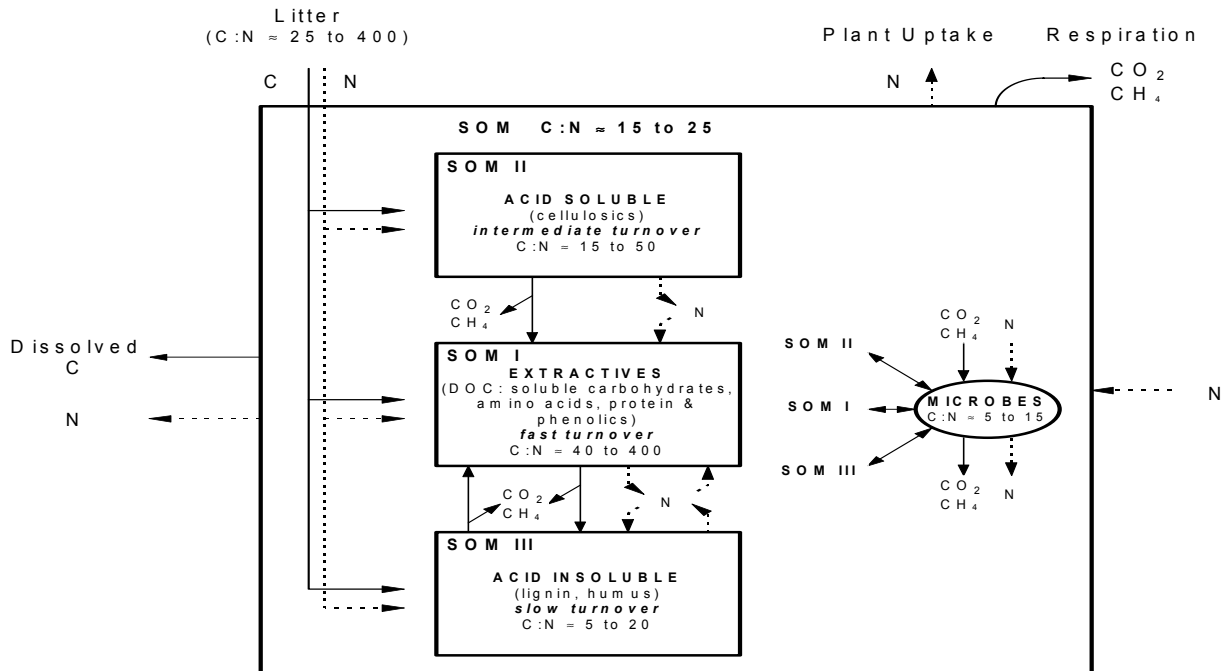 Litter
(C:N ≈ 25 to 400)
Plant Uptake
Respiration
C
N
N
CO₂
CH₄
SOM C:N ≈ 15 to 25
SOM II
ACID SOLUBLE
(cellulosics)
intermediate turnover
C:N ≈ 15 to 50
CO₂
CH₄
N
Dissolved
C
N
SOM I
EXTRACTIVES
(DOC: soluble carbohydrates,
amino acids, protein &
phenolics)
fast turnover
C:N ≈ 40 to 400
CO₂
CH₄
N
SOM III
ACID INSOLUBLE
(lignin, humus)
slow turnover
C:N ≈ 5 to 20
CO₂
CH₄
N
SOM II
SOM I
SOM III
MICROBES
C:N ≈ 5 to 15
CO₂
CH₄
N
N